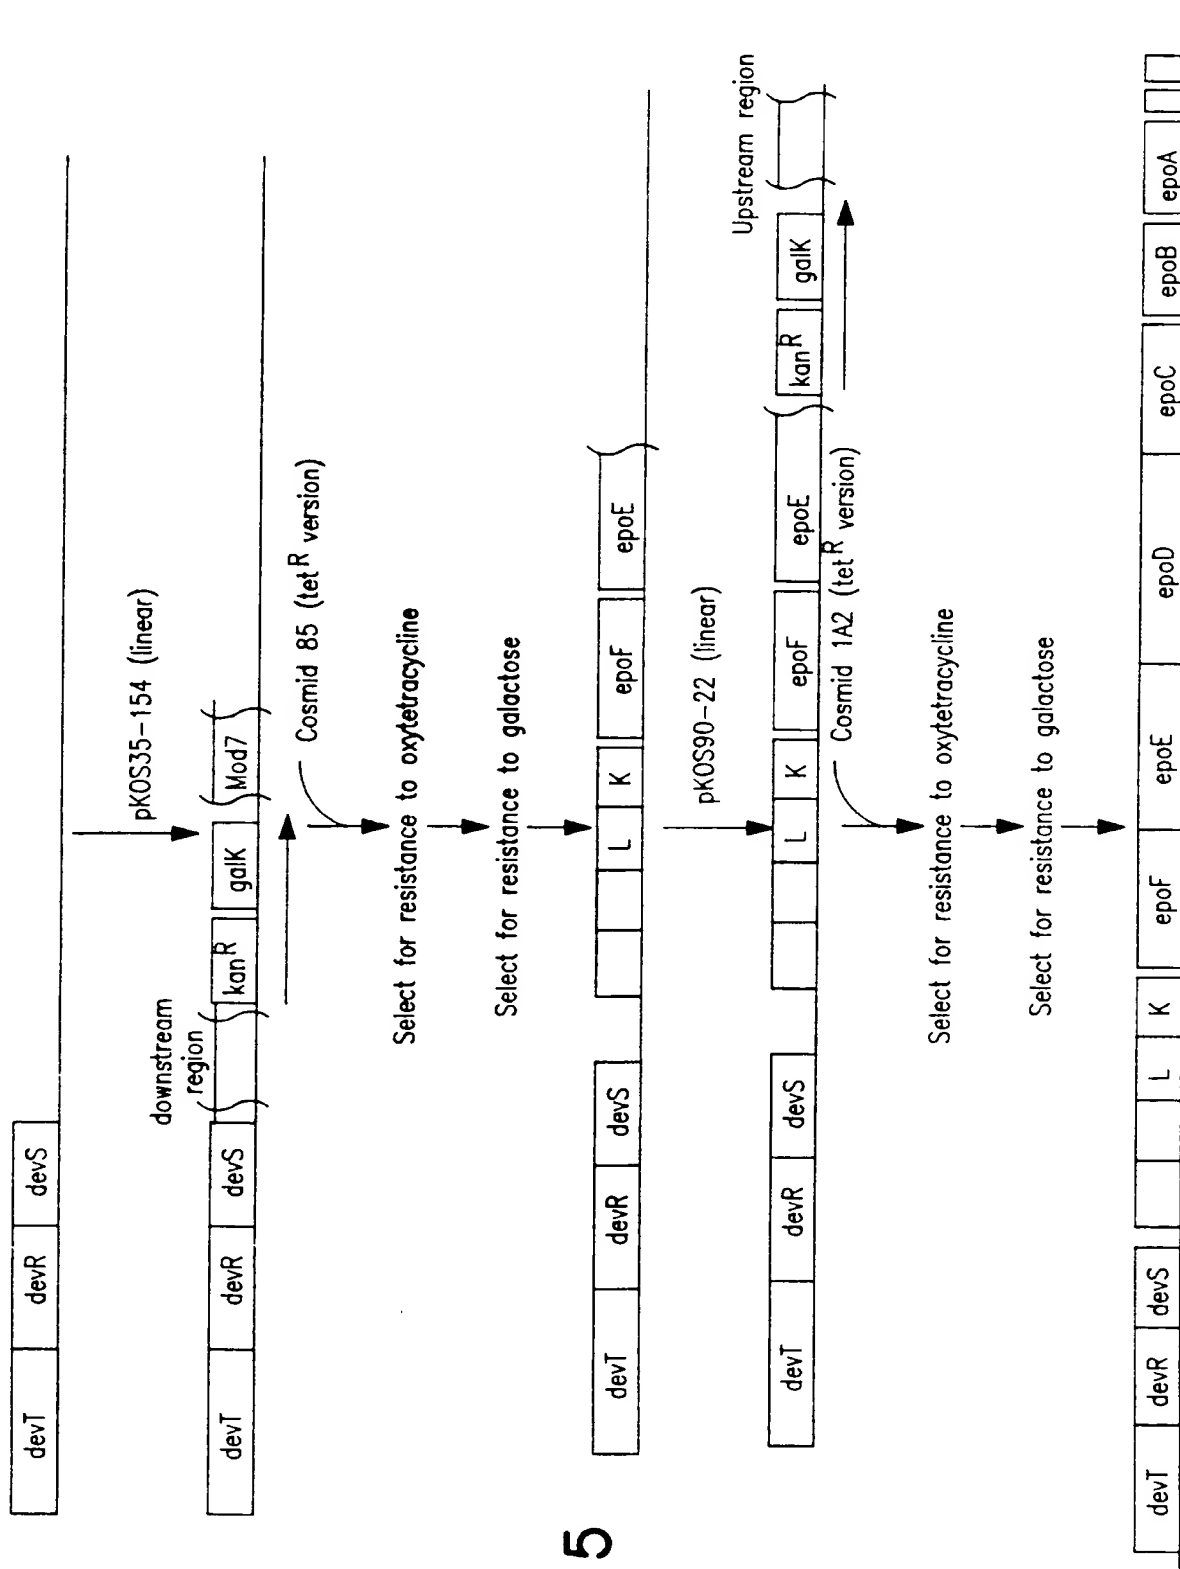 devT devR devS
pKOS35-154 (linear)
downstream
region
devT devR devS kanR galK Mod7
Cosmid 85 (tetR version)
Select for resistance to oxytetracycline
Select for resistance to galactose
devT devR devS L K epoF epoE
pKOS90-22 (linear)
Upstream region
devT devR devS L K epoF epoE kanR galK
Cosmid 1A2 (tetR version)
Select for resistance to oxytetracycline
Select for resistance to galactose
devT devR devS L K epoF epoE epoD epoC epoB epoA
5